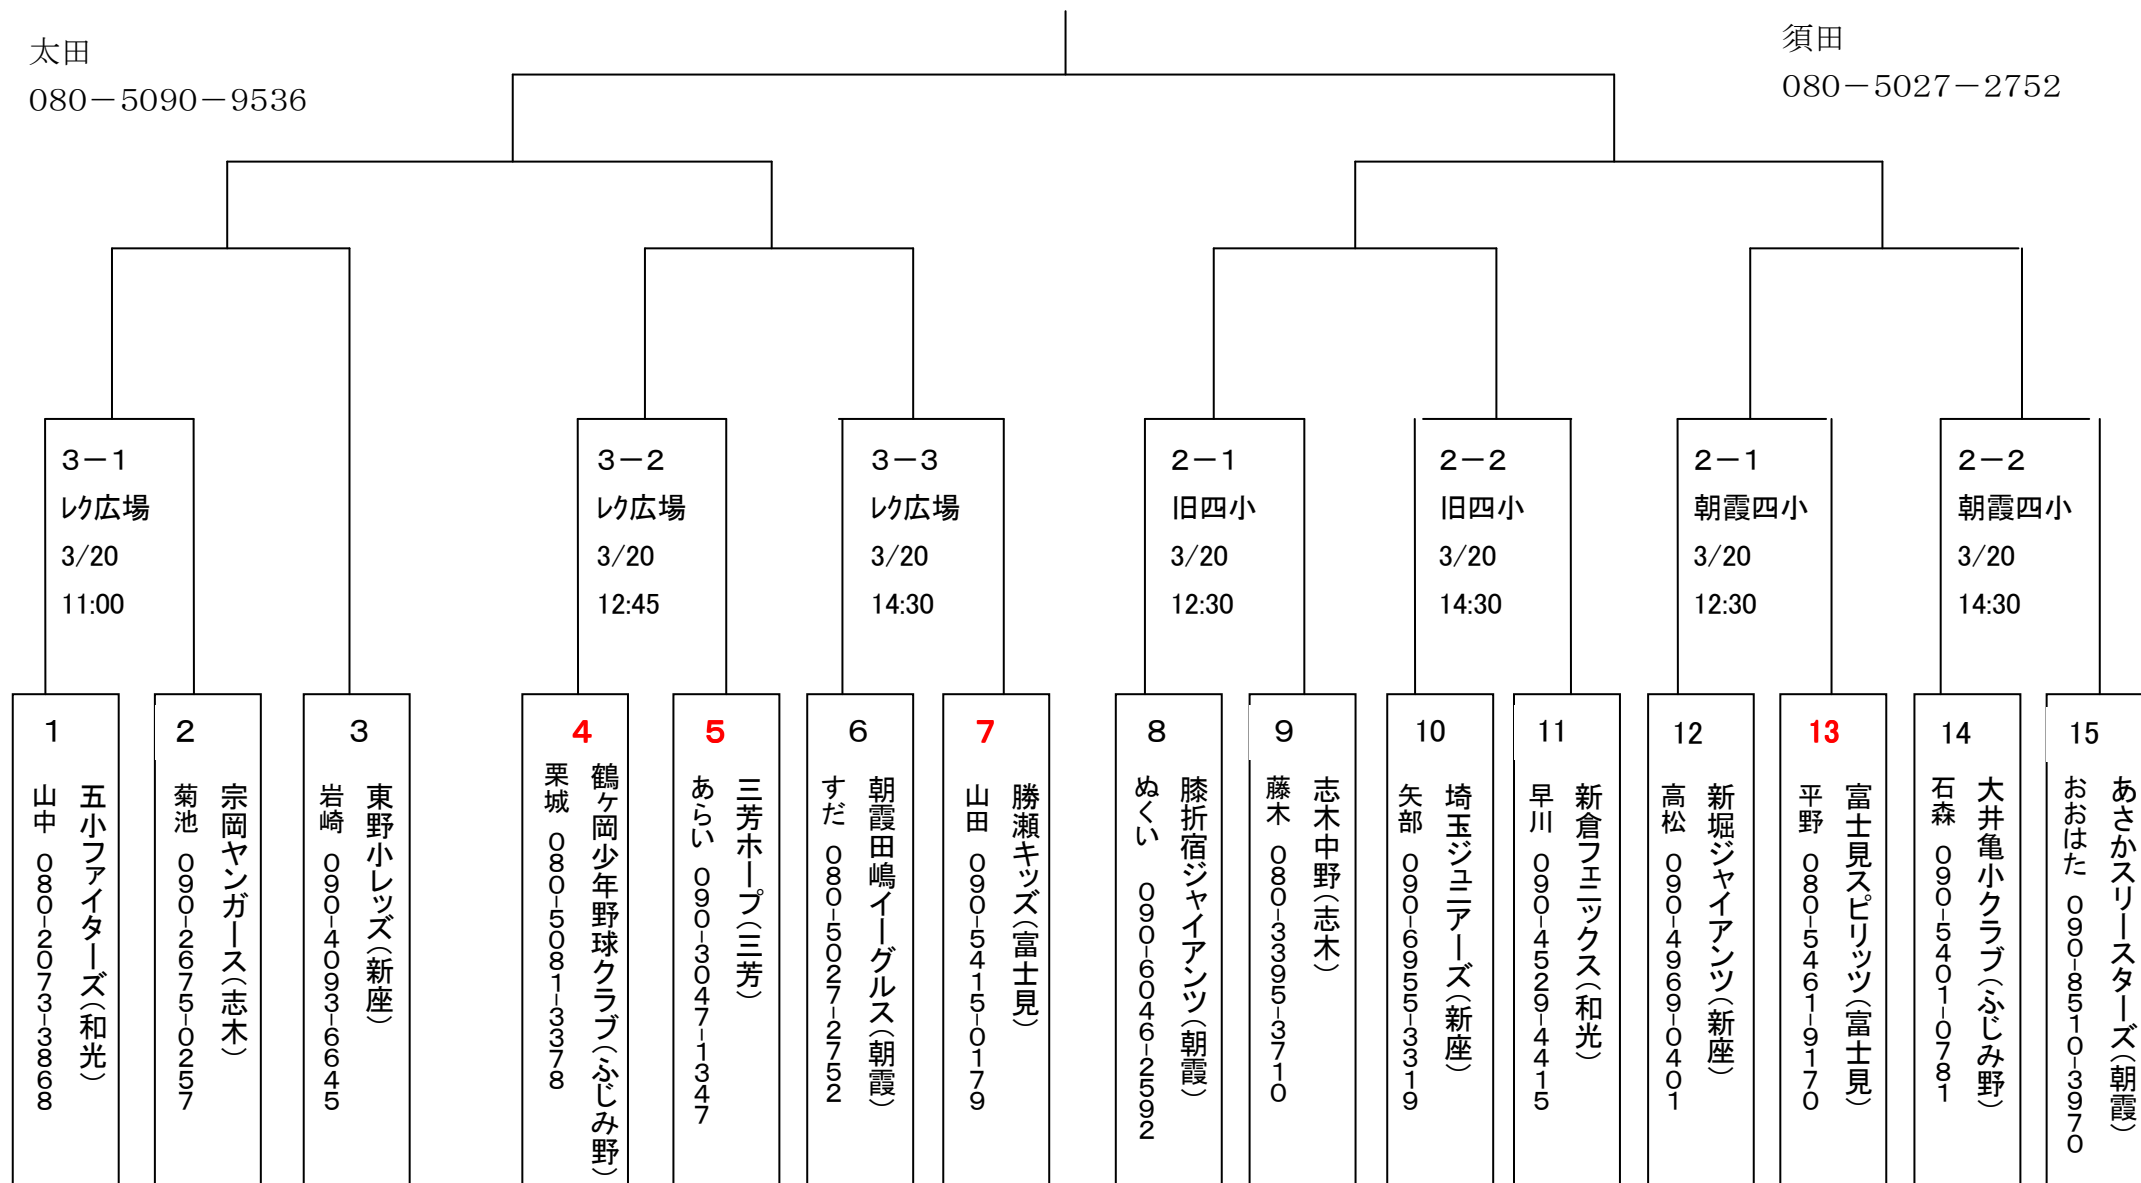 太田
080－5090－9536
須田
080－5027－2752
3－1
ﾚｸ広場
3/20
11:00
3－2
ﾚｸ広場
3/20
12:45
3－3
ﾚｸ広場
3/20
14:30
2－1
旧四小
3/20
12:30
2－2
旧四小
3/20
14:30
2－1
朝霞四小
3/20
12:30
2－2
朝霞四小
3/20
14:30
1
五小ファイターズ（和光）
山中 080-2073-3868
2
宗岡ヤンガース（志木）
菊池 090-2675-0257
3
東野小レッズ（新座）
岩崎 090-4093-6645
4
鶴ヶ岡少年野球クラブ（ふじみ野）
栗城 080-5081-3378
5
三芳ホープ（三芳）
あらい 090-3047-1347
6
朝霞田嶋イーグルス（朝霞）
すだ 080-5027-2752
7
勝瀬キッズ（富士見）
山田 090-5415-0179
8
膝折宿ジャイアンツ（朝霞）
ぬくい 090-6046-2592
9
志木中野（志木）
藤木 080-3395-3710
10
埼玉ジュニアーズ（新座）
矢部 090-6955-3319
11
新倉フェニックス（和光）
早川 090-4529-4415
12
新堀ジャイアンツ（新座）
高松 090-4969-0401
13
富士見スピリッツ（富士見）
平野 080-5461-9170
14
大井亀小クラブ（ふじみ野）
石森 090-5401-0781
15
あさかスリースターズ（朝霞）
おおはた 090-8510-3970